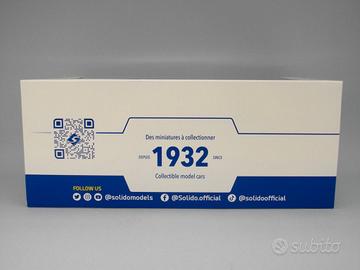 Des miniatures à collectionner
DEPUIS 1932 SINCE
Collectible model cars
FOLLOW US
@solidomodels @Solido.official @solidoofficial
subito